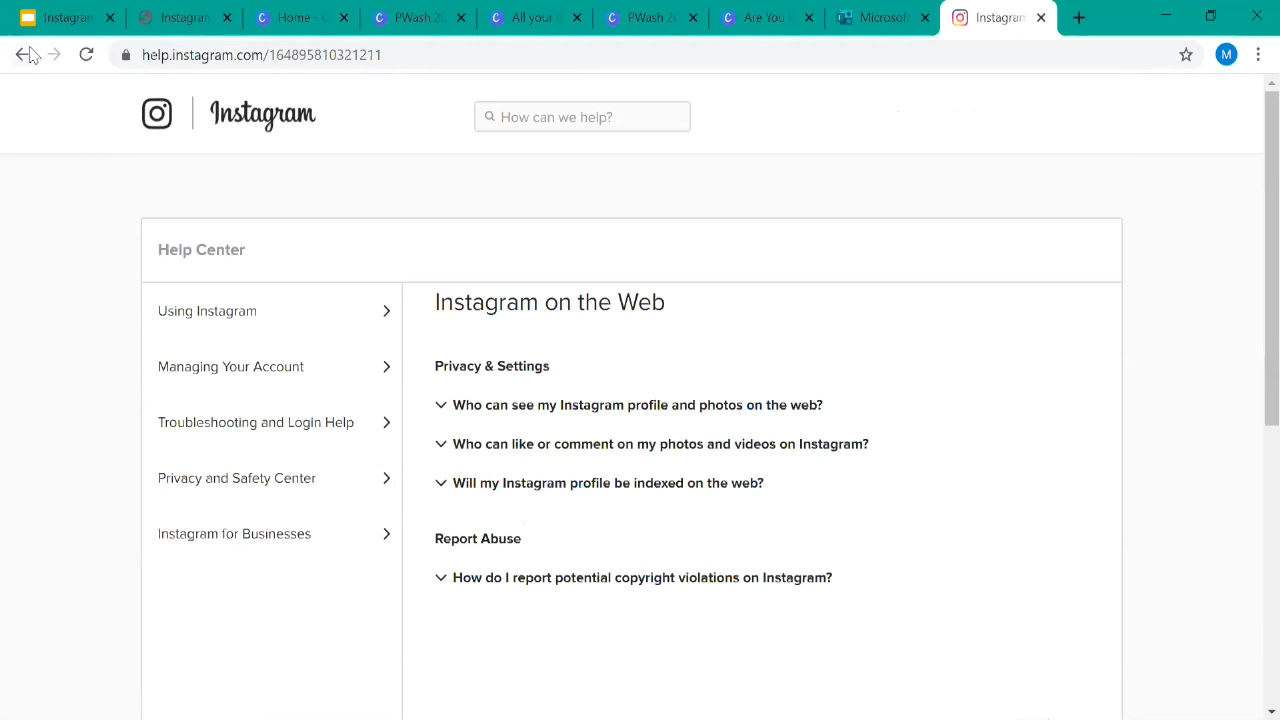 Instagran
Instagram
Home - C
PWash 20
All your d
PWash 20
Are You
Microsoft
Instagram
help.instagram.com/164895810321211
M
Instagram
How can we help?
Help Center
Using Instagram
Managing Your Account
Troubleshooting and Login Help
Privacy and Safety Center
Instagram for Businesses
Instagram on the Web
Privacy & Settings
Who can see my Instagram profile and photos on the web?
Who can like or comment on my photos and videos on Instagram?
Will my Instagram profile be indexed on the web?
Report Abuse
How do I report potential copyright violations on Instagram?